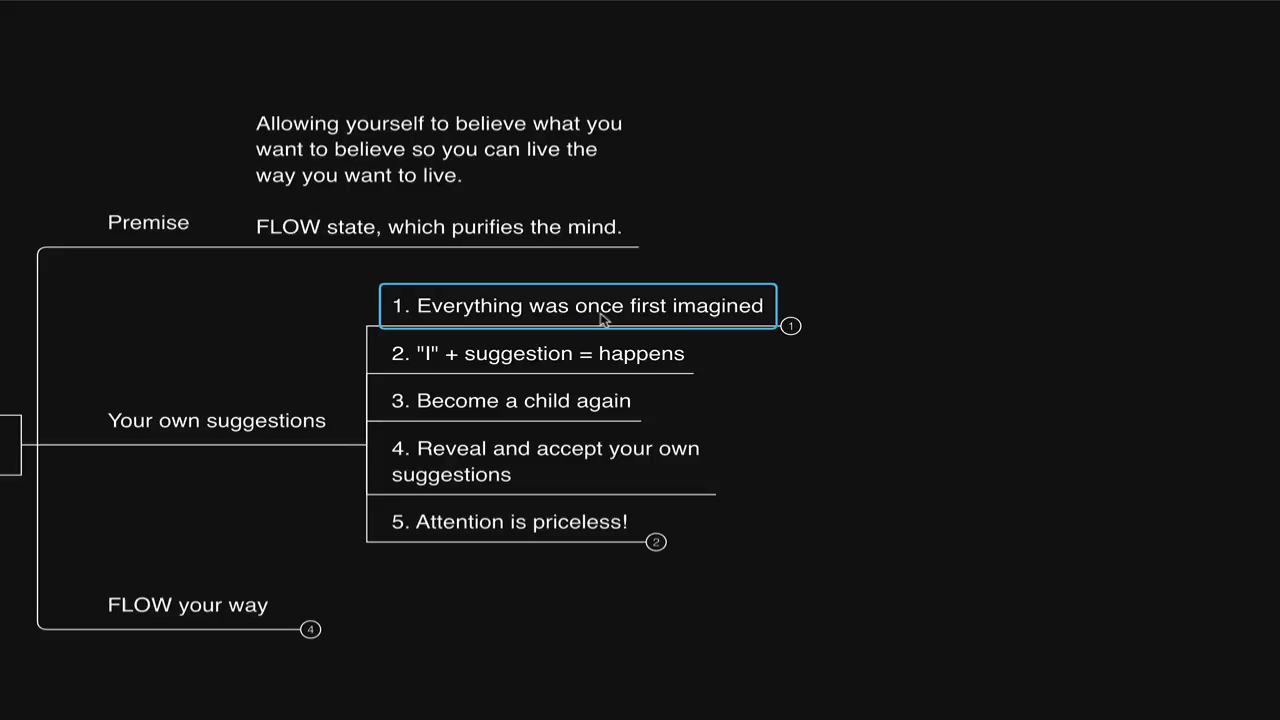 Allowing yourself to believe what you
want to believe so you can live the
way you want to live.
Premise
FLOW state, which purifies the mind.
1. Everything was once first imagined
1
2. "I" + suggestion = happens
3. Become a child again
Your own suggestions
4. Reveal and accept your own
suggestions
5. Attention is priceless!
2
FLOW your way
4